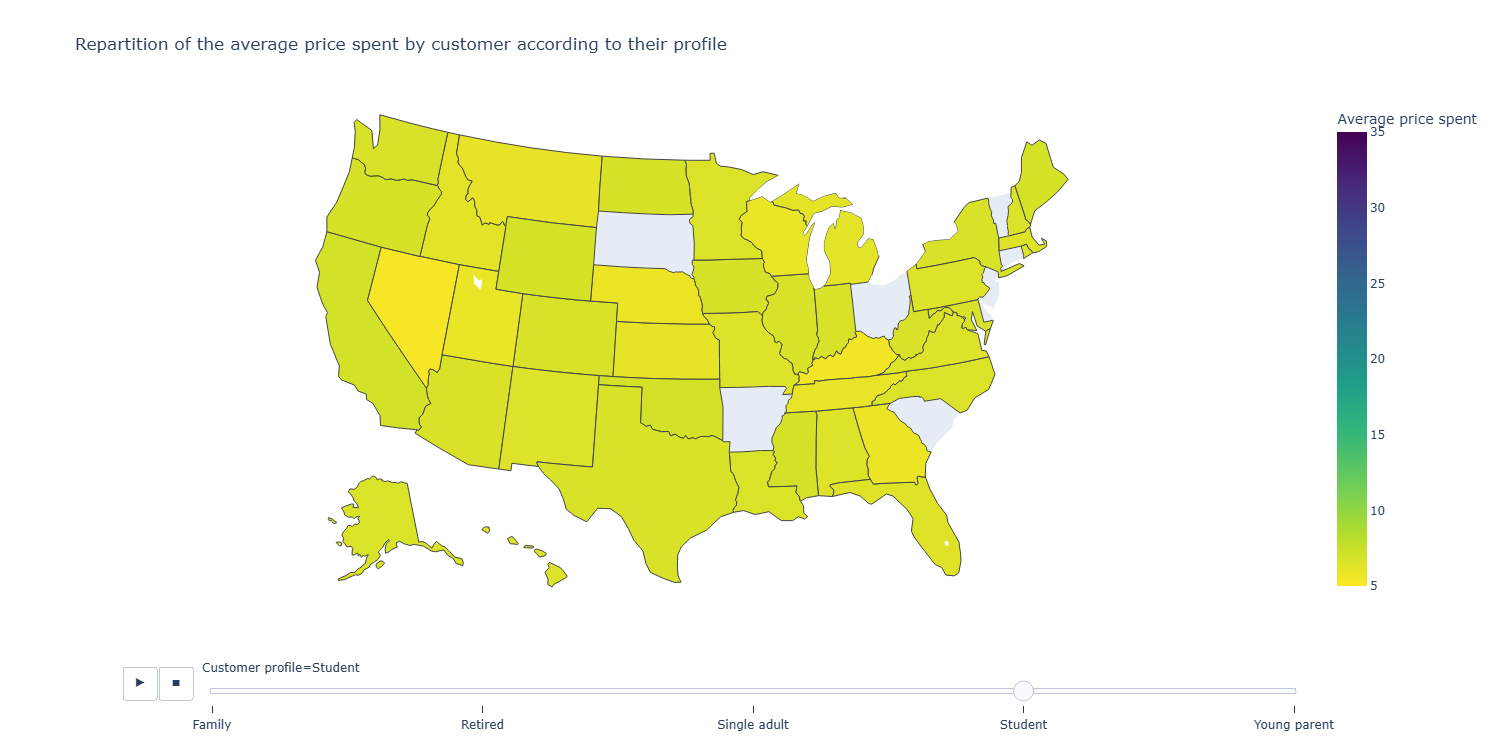 Repartition of the average price spent by customer according to their profile
Average price spent
35
30
25
20
15
10
5
Customer profile=Student
Family
Retired
Single adult
Student
Young parent